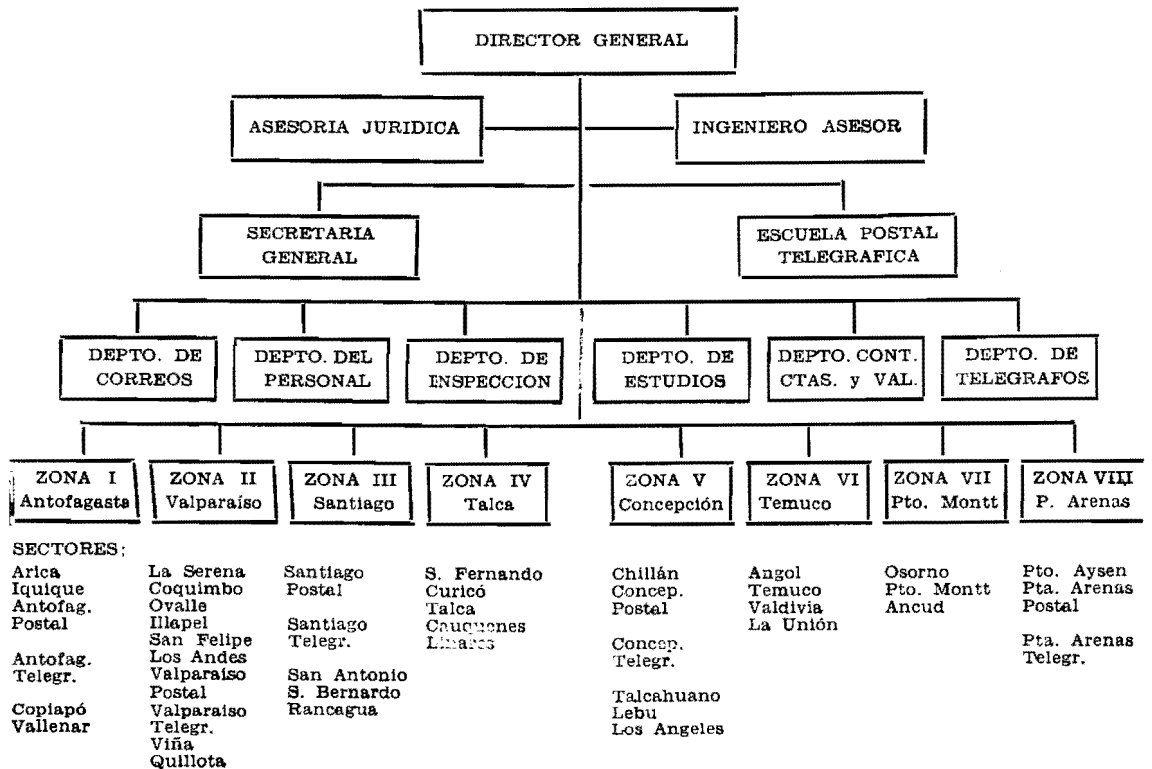 DIRECTOR GENERAL
ASESORIA JURIDICA
INGENIERO ASESOR
SECRETARIA
GENERAL
ESCUELA POSTAL
TELEGRAFICA
DEPTO. DE
CORREOS
DEPTO. DEL
PERSONAL
DEPTO. DE
INSPECCION
DEPTO. DE
ESTUDIOS
DEPTO. CONT.
CTAS. y VAL.
DEPTO. DE
TELEGRAFOS
ZONA I
Antofagasta
ZONA II
Valparaíso
ZONA III
Santiago
ZONA IV
Talca
ZONA V
Concepción
ZONA VI
Temuco
ZONA VII
Pto. Montt
ZONA VIII
P. Arenas
SECTORES:
Arica
Iquique
Antofag.
Postal
Antofag.
Telegr.
Copiapó
Vallenar
La Serena
Coquimbo
Ovalle
Illapel
San Felipe
Los Andes
Valparaíso
Postal
Valparaíso
Telegr.
Viña
Quillota
Santiago
Postal
Santiago
Telegr.
San Antonio
S. Bernardo
Rancagua
S. Fernando
Curicó
Talca
Cauquenes
Linares
Chillán
Concep.
Postal
Concep.
Telegr.
Talcahuano
Lebu
Los Angeles
Angol
Temuco
Valdivia
La Unión
Osorno
Pto. Montt
Ancud
Pto. Aysen
Pta. Arenas
Postal
Pta. Arenas
Telegr.